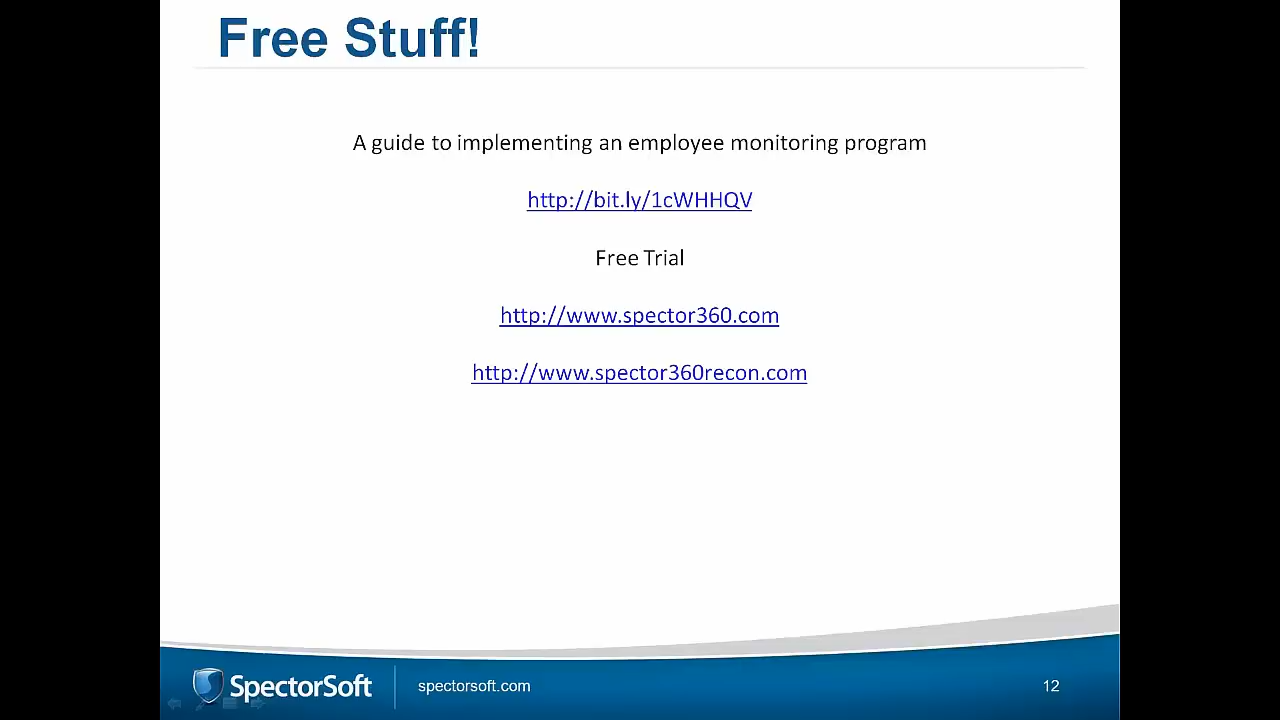 Free Stuff!
A guide to implementing an employee monitoring program
http://bit.ly/1cWHHQV
Free Trial
http://www.spector360.com
http://www.spector360recon.com
SpectorSoft
spectorsoft.com
12